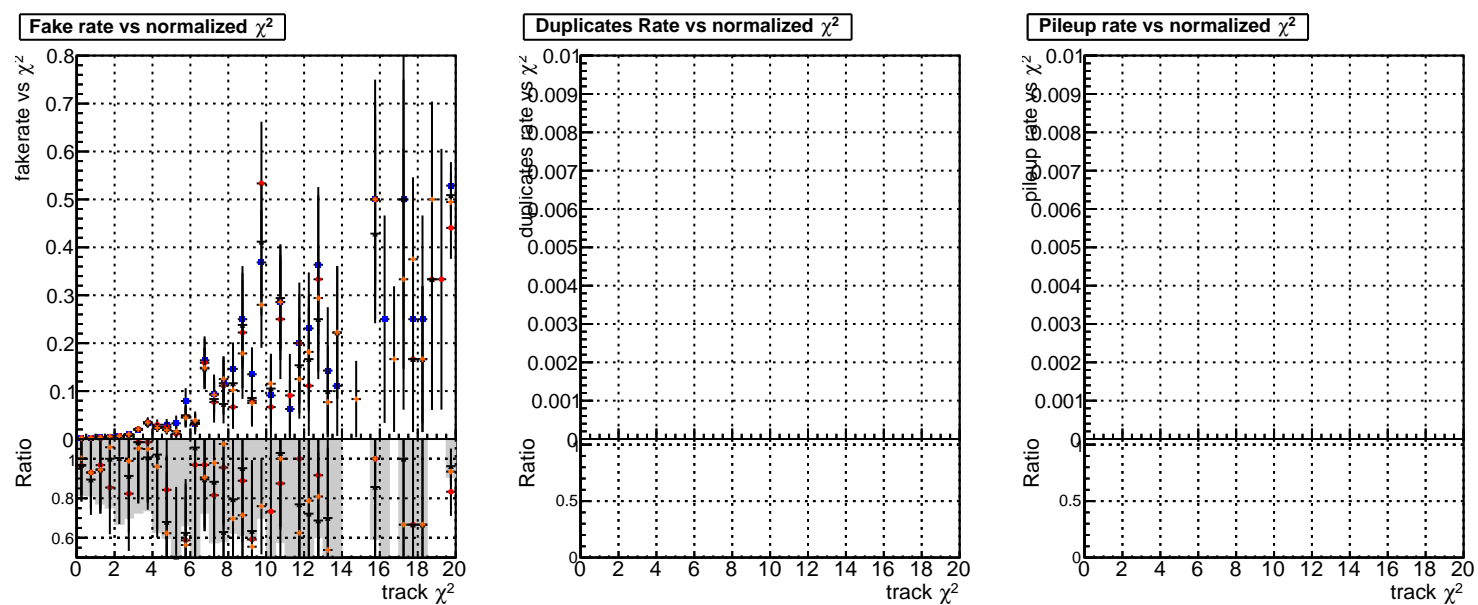 Fake rate vs normalized χ²
fakerate vs χ²
0.8
0.7
0.6
0.5
0.4
0.3
0.2
0.1
0
Ratio
1
0.8
0.6
0 2 4 6 8 10 12 14 16 18 20
track χ²
Duplicates Rate vs normalized χ²
duplicates rate vs χ²
0.01
0.009
0.008
0.007
0.006
0.005
0.004
0.003
0.002
0.001
0
Ratio
1
0.5
0
0 2 4 6 8 10 12 14 16 18 20
track χ²
Pileup rate vs normalized χ²
pileup rate vs χ²
0.01
0.009
0.008
0.007
0.006
0.005
0.004
0.003
0.002
0.001
0
Ratio
1
0.5
0
0 2 4 6 8 10 12 14 16 18 20
track χ²